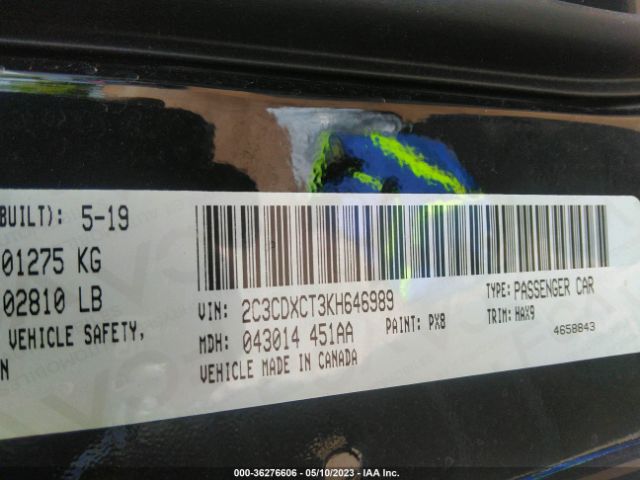 BUILT): 5-19
01275 KG
02810 LB
VEHICLE SAFETY,
N
VIN: 2C3CDXCT3KH646989
TYPE: PASSENGER CAR
MDH: 043014 451AA
PAINT: PX8
TRIM: HAX9
VEHICLE MADE IN CANADA
4658843
000-36276606 - 05/10/2023 - IAA Inc.